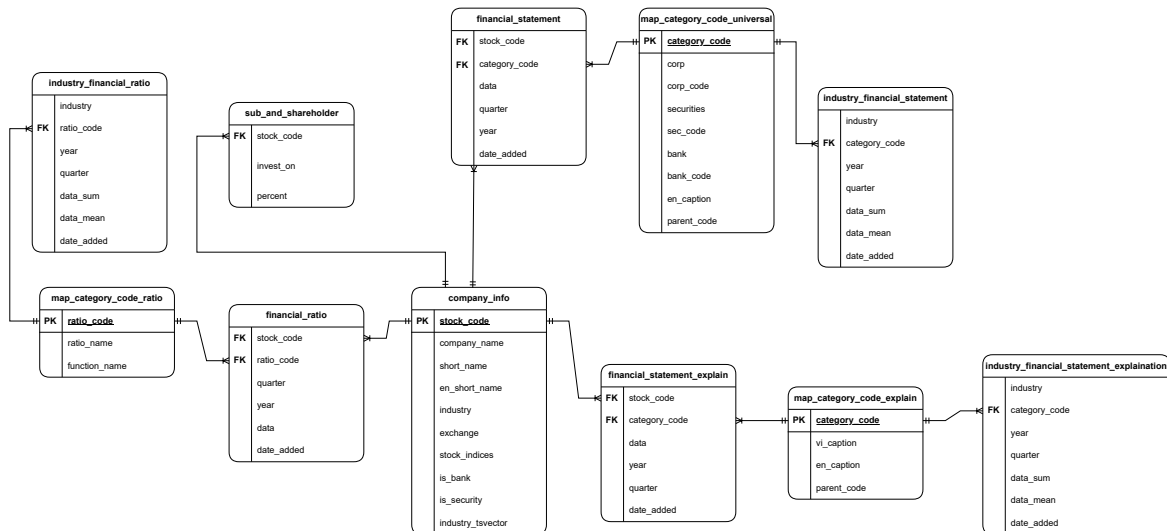 financial_statement
FK stock_code
FK category_code
data
quarter
year
date_added
map_category_code_universal
PK category_code
corp
corp_code
securities
sec_code
bank
bank_code
en_caption
parent_code
industry_financial_ratio
industry
FK ratio_code
year
quarter
data_sum
data_mean
date_added
sub_and_shareholder
FK stock_code
invest_on
percent
industry_financial_statement
industry
FK category_code
year
quarter
data_sum
data_mean
date_added
map_category_code_ratio
PK ratio_code
ratio_name
function_name
financial_ratio
FK stock_code
FK ratio_code
quarter
year
data
date_added
company_info
PK stock_code
company_name
short_name
en_short_name
industry
exchange
stock_indices
is_bank
is_security
industry_tsvector
financial_statement_explain
FK stock_code
FK category_code
data
year
quarter
date_added
map_category_code_explain
PK category_code
vi_caption
en_caption
parent_code
industry_financial_statement_explaination
industry
FK category_code
year
quarter
data_sum
data_mean
date_added